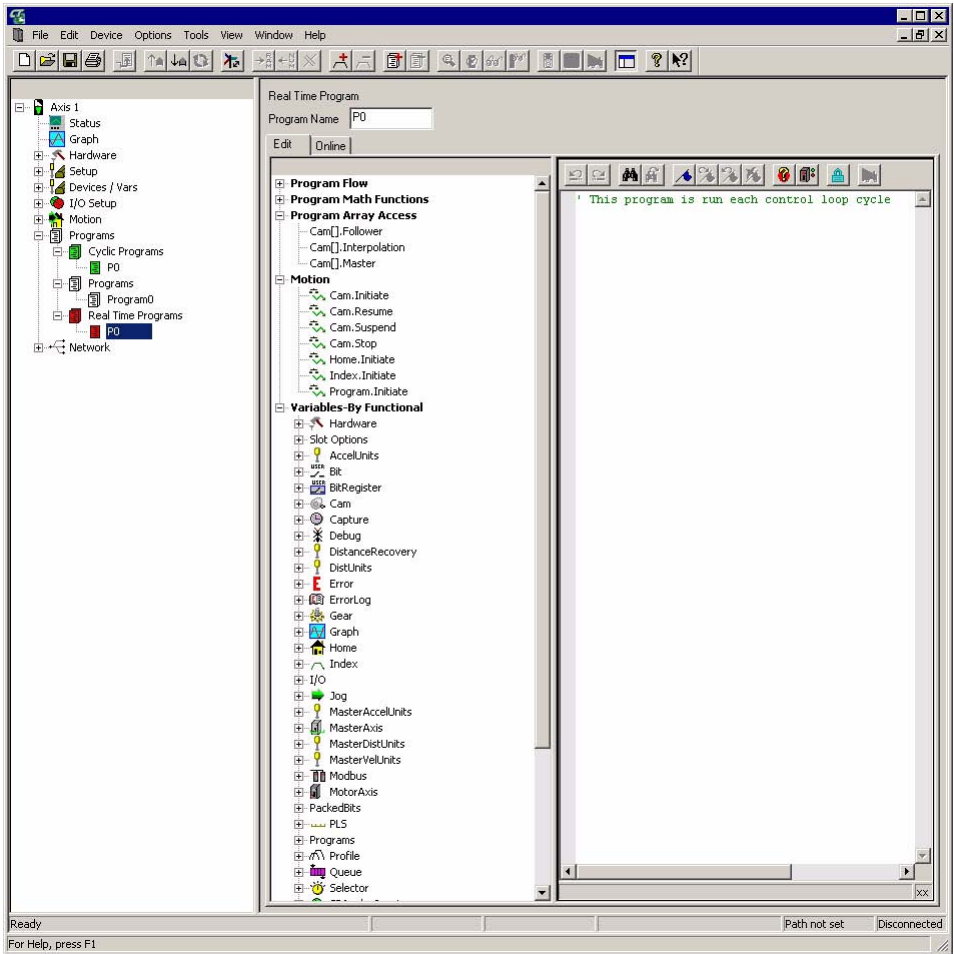 File Edit Device Options Tools View Window Help
Axis 1
Status
Graph
Hardware
Setup
Devices / Vars
I/O Setup
Motion
Programs
Cyclic Programs
P0
Programs
Program0
Real Time Programs
P0
Network
Real Time Program
Program Name P0
Edit Online
Program Flow
Program Math Functions
Program Array Access
Cam[].Follower
Cam[].Interpolation
Cam[].Master
Motion
Cam.Initiate
Cam.Resume
Cam.Suspend
Cam.Stop
Home.Initiate
Index.Initiate
Program.Initiate
Variables-By Functional
Hardware
Slot Options
AccelUnits
Bit
BitRegister
Cam
Capture
Debug
DistanceRecovery
DistUnits
Error
ErrorLog
Gear
Graph
Home
Index
I/O
Jog
MasterAccelUnits
MasterAxis
MasterDistUnits
MasterVelUnits
Modbus
MotorAxis
PackedBits
PLS
Programs
Profile
Queue
Selector
' This program is run each control loop cycle
xx
Ready Path not set Disconnected
For Help, press F1